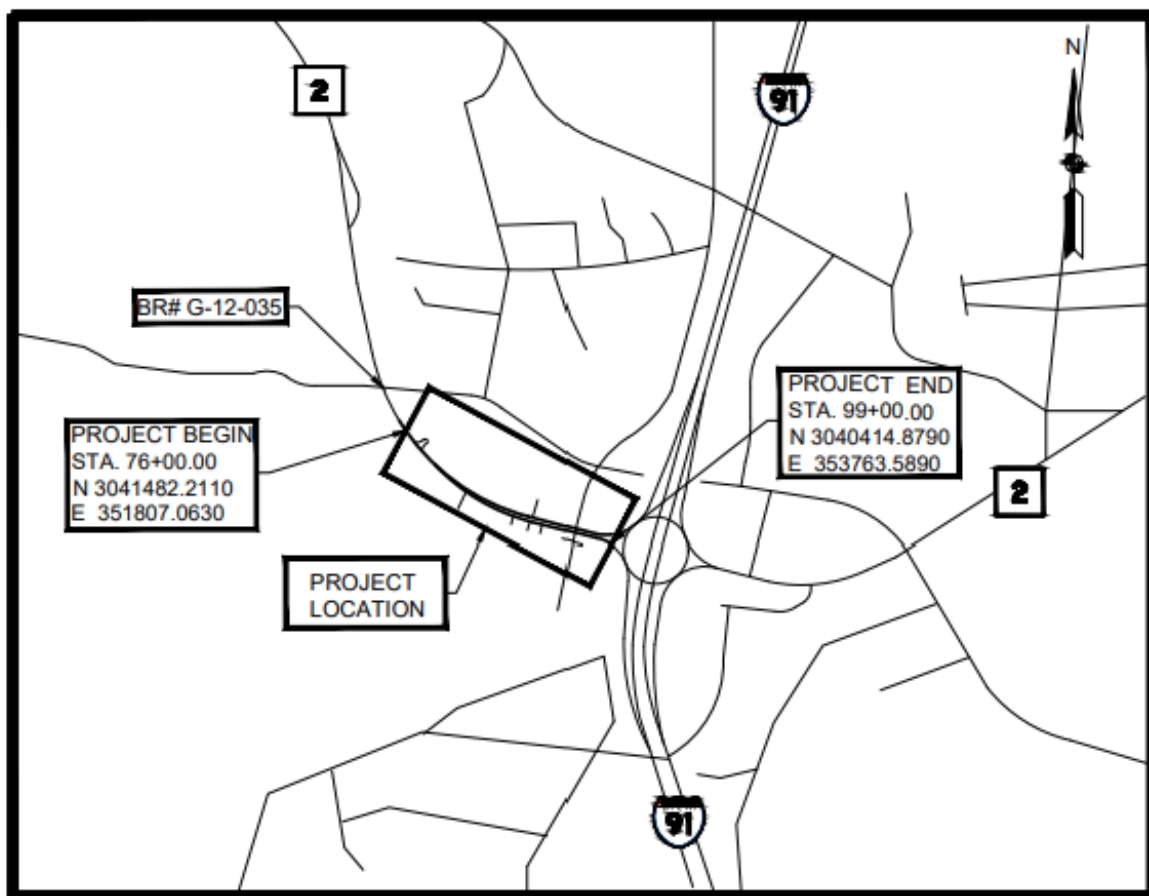 2
91
N
BR# G-12-035
PROJECT BEGIN
STA. 76+00.00
N 3041482.2110
E 351807.0630
PROJECT END
STA. 99+00.00
N 3040414.8790
E 353763.5890
2
PROJECT
LOCATION
91